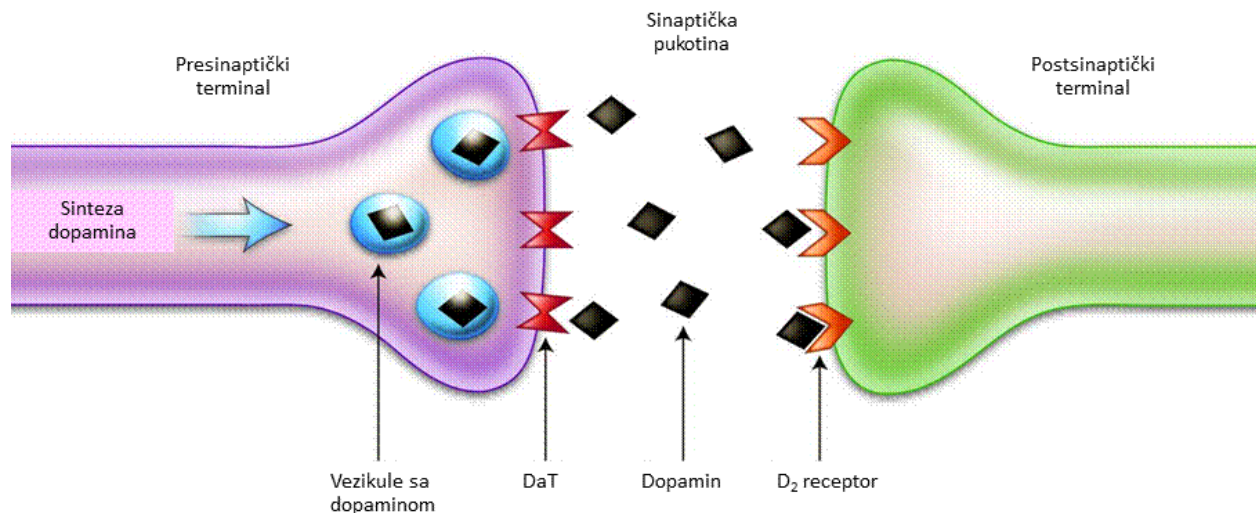 Sinaptička
pukotina
Presinaptički
terminal
Postsinaptički
terminal
Sinteza
dopamina
Vezikule sa
dopaminom
DaT
Dopamin
D₂ receptor